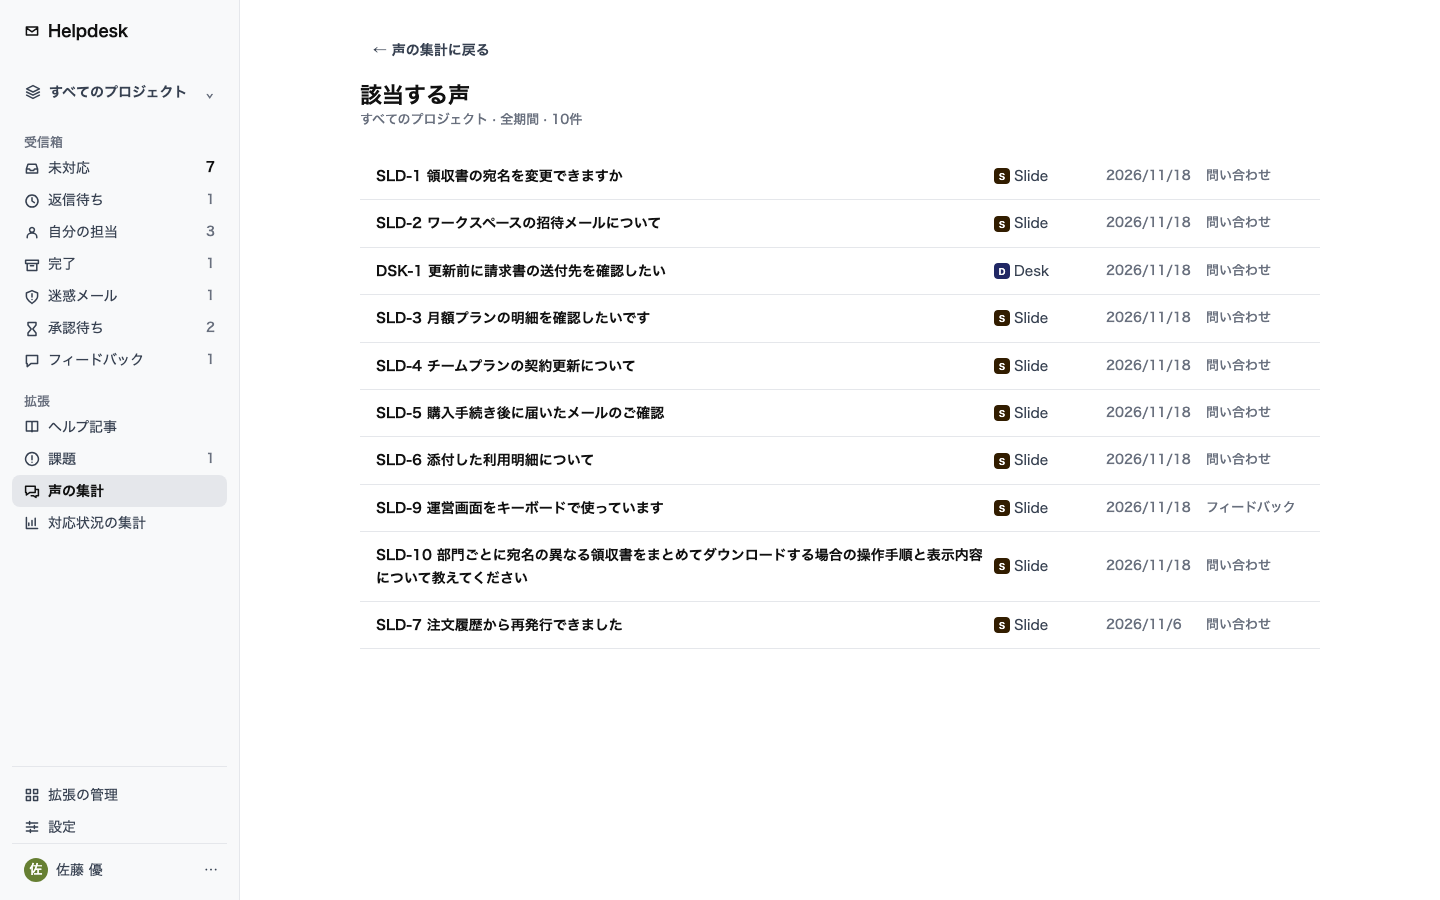 Helpdesk
すべてのプロジェクト
受信箱
未対応 7
返信待ち 1
自分の担当 3
完了 1
迷惑メール 1
承認待ち 2
フィードバック 1
拡張
ヘルプ記事
課題 1
声の集計
対応状況の集計
拡張の管理
設定
佐 佐藤 優 …
← 声の集計に戻る
該当する声
すべてのプロジェクト · 全期間 · 10件
SLD-1 領収書の宛名を変更できますか S Slide 2026/11/18 問い合わせ
SLD-2 ワークスペースの招待メールについて S Slide 2026/11/18 問い合わせ
DSK-1 更新前に請求書の送付先を確認したい D Desk 2026/11/18 問い合わせ
SLD-3 月額プランの明細を確認したいです S Slide 2026/11/18 問い合わせ
SLD-4 チームプランの契約更新について S Slide 2026/11/18 問い合わせ
SLD-5 購入手続き後に届いたメールのご確認 S Slide 2026/11/18 問い合わせ
SLD-6 添付した利用明細について S Slide 2026/11/18 問い合わせ
SLD-9 運営画面をキーボードで使っています S Slide 2026/11/18 フィードバック
SLD-10 部門ごとに宛名の異なる領収書をまとめてダウンロードする場合の操作手順と表示内容
について教えてください S Slide 2026/11/18 問い合わせ
SLD-7 注文履歴から再発行できました S Slide 2026/11/6 問い合わせ